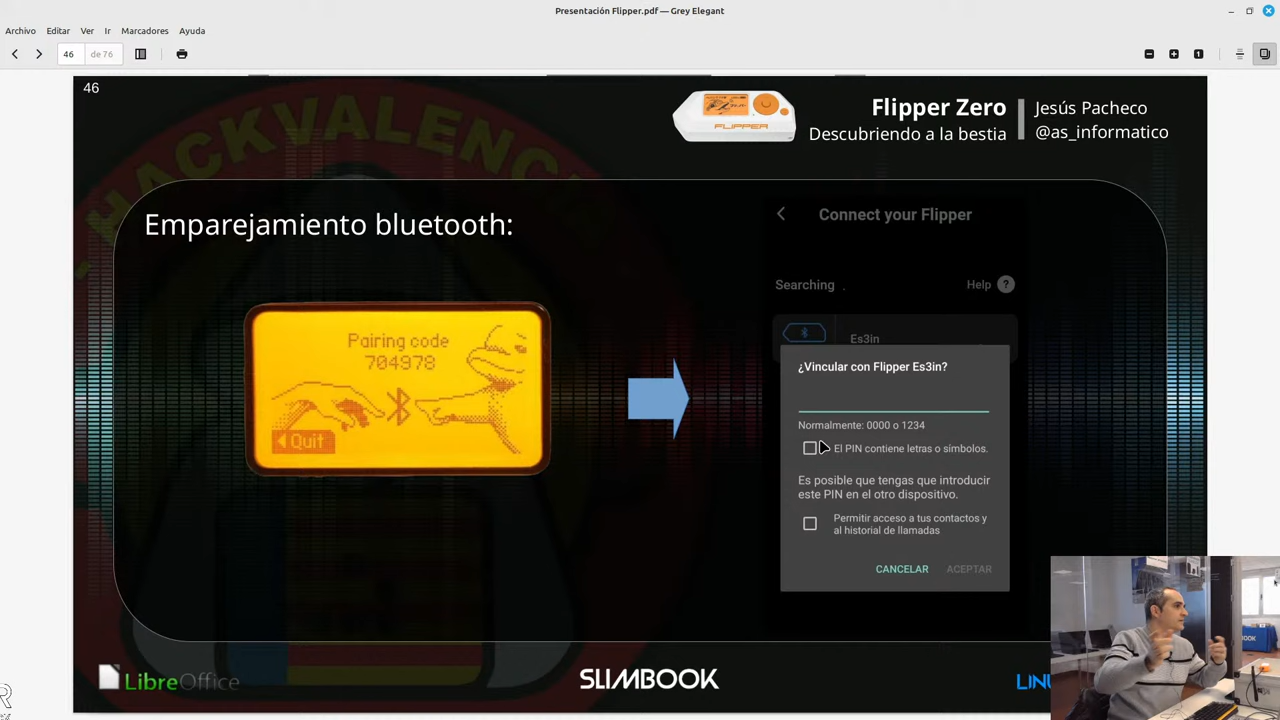 Presentación Flipper.pdf — Grey Elegant
Archivo Editar Ver Ir Marcadores Ayuda
46 de 76
46
Flipper Zero
Descubriendo a la bestia
Jesús Pacheco
@as_informatico
HACKVALENC
FLIPPER
Emparejamiento bluetooth:
Pairing code
704978
Quit
Connect your Flipper
Searching .
Help ?
Es3in
¿Vincular con Flipper Es3in?
Normalmente: 0000 o 1234
El PIN contiene letras o símbolos.
Es posible que tengas que introducir
este PIN en el otro dispositivo.
Permitir acceso a tus contactos y
al historial de llamadas
CANCELAR ACEPTAR
LibreOffice
SLIMBOOK
LINU